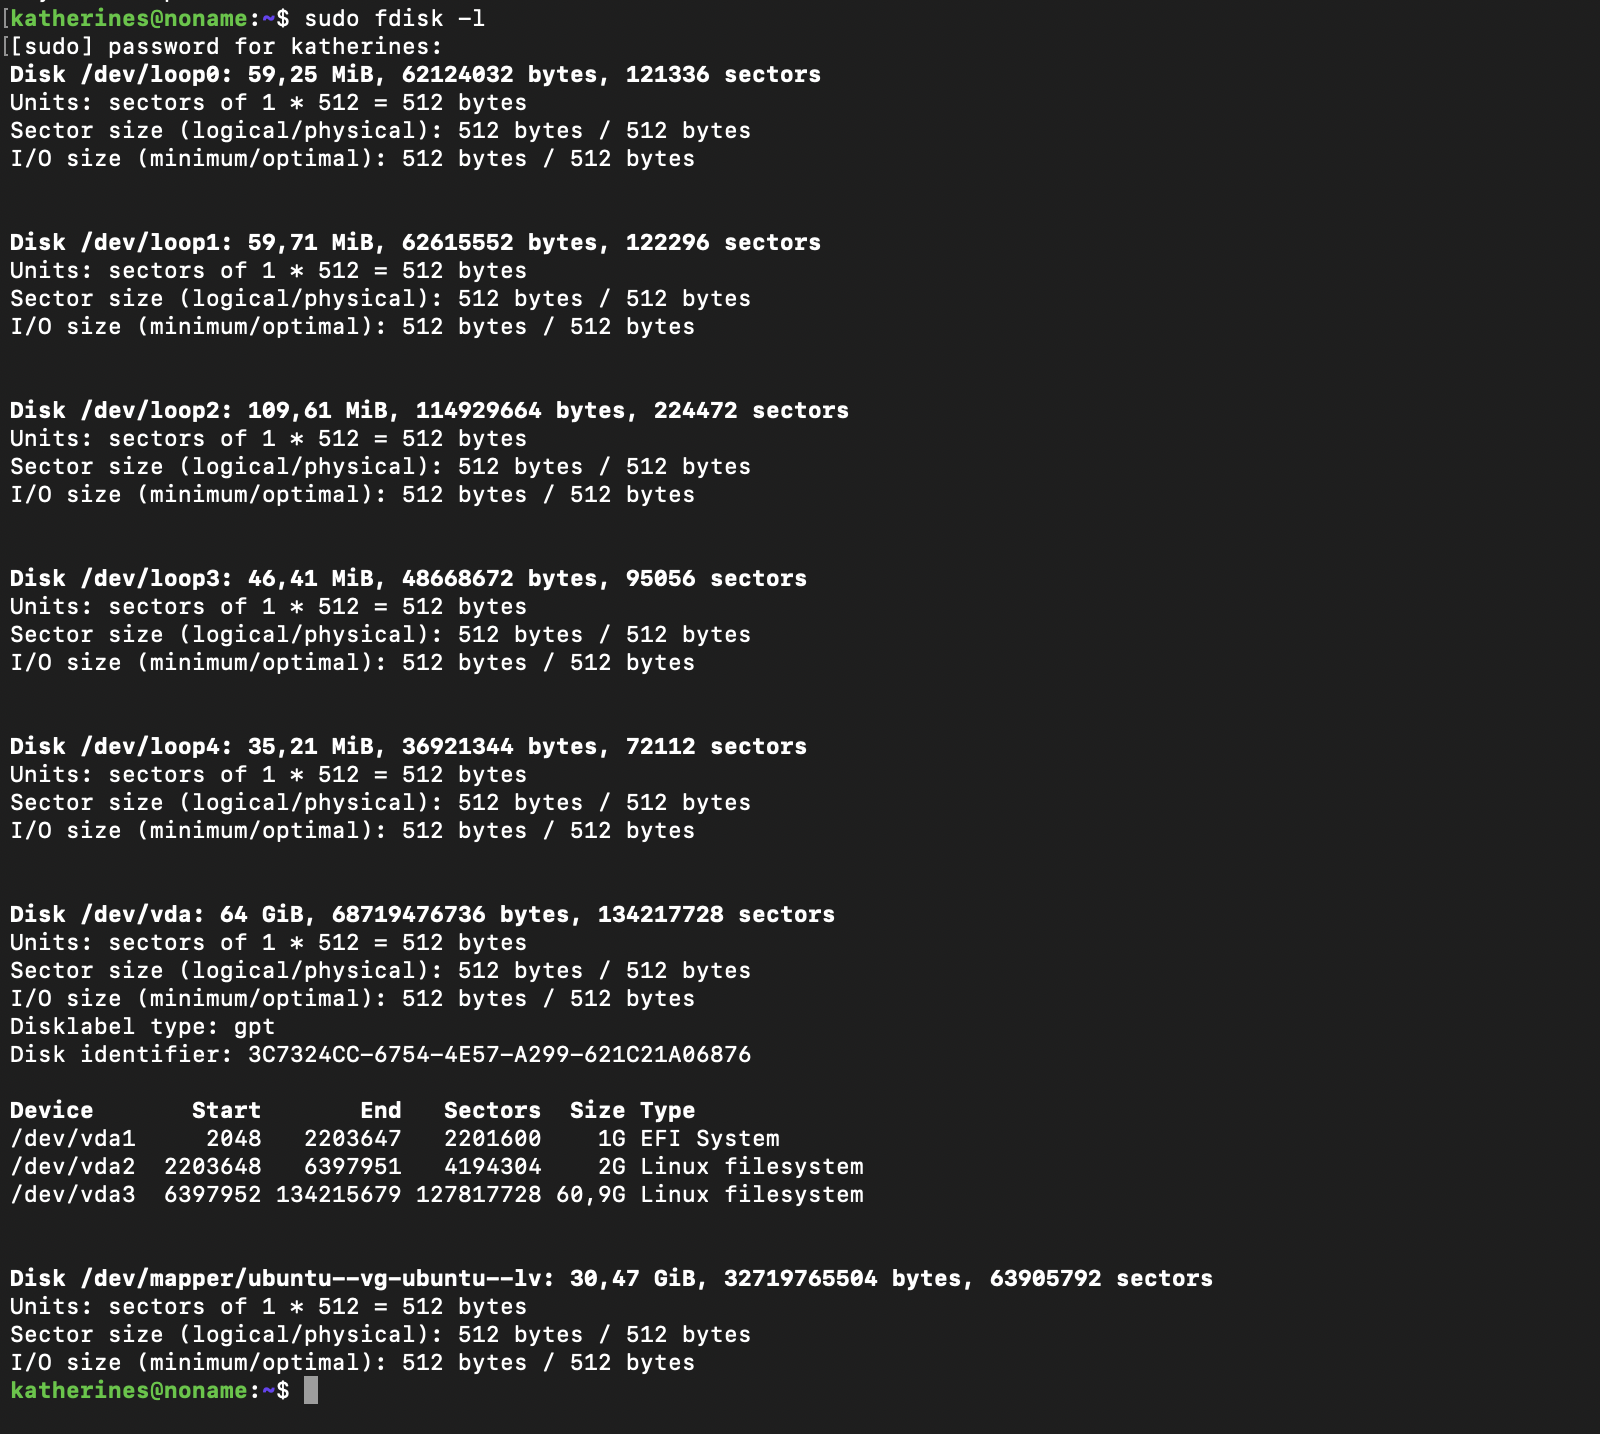 [katherines@noname:~$ sudo fdisk -l
[[sudo] password for katherines:
Disk /dev/loop0: 59,25 MiB, 62124032 bytes, 121336 sectors
Units: sectors of 1 * 512 = 512 bytes
Sector size (logical/physical): 512 bytes / 512 bytes
I/O size (minimum/optimal): 512 bytes / 512 bytes
Disk /dev/loop1: 59,71 MiB, 62615552 bytes, 122296 sectors
Units: sectors of 1 * 512 = 512 bytes
Sector size (logical/physical): 512 bytes / 512 bytes
I/O size (minimum/optimal): 512 bytes / 512 bytes
Disk /dev/loop2: 109,61 MiB, 114929664 bytes, 224472 sectors
Units: sectors of 1 * 512 = 512 bytes
Sector size (logical/physical): 512 bytes / 512 bytes
I/O size (minimum/optimal): 512 bytes / 512 bytes
Disk /dev/loop3: 46,41 MiB, 48668672 bytes, 95056 sectors
Units: sectors of 1 * 512 = 512 bytes
Sector size (logical/physical): 512 bytes / 512 bytes
I/O size (minimum/optimal): 512 bytes / 512 bytes
Disk /dev/loop4: 35,21 MiB, 36921344 bytes, 72112 sectors
Units: sectors of 1 * 512 = 512 bytes
Sector size (logical/physical): 512 bytes / 512 bytes
I/O size (minimum/optimal): 512 bytes / 512 bytes
Disk /dev/vda: 64 GiB, 68719476736 bytes, 134217728 sectors
Units: sectors of 1 * 512 = 512 bytes
Sector size (logical/physical): 512 bytes / 512 bytes
I/O size (minimum/optimal): 512 bytes / 512 bytes
Disklabel type: gpt
Disk identifier: 3C7324CC-6754-4E57-A299-621C21A06876
Device       Start       End   Sectors  Size Type
/dev/vda1     2048   2203647   2201600    1G EFI System
/dev/vda2  2203648   6397951   4194304    2G Linux filesystem
/dev/vda3  6397952 134215679 127817728 60,9G Linux filesystem
Disk /dev/mapper/ubuntu--vg-ubuntu--lv: 30,47 GiB, 32719765504 bytes, 63905792 sectors
Units: sectors of 1 * 512 = 512 bytes
Sector size (logical/physical): 512 bytes / 512 bytes
I/O size (minimum/optimal): 512 bytes / 512 bytes
katherines@noname:~$